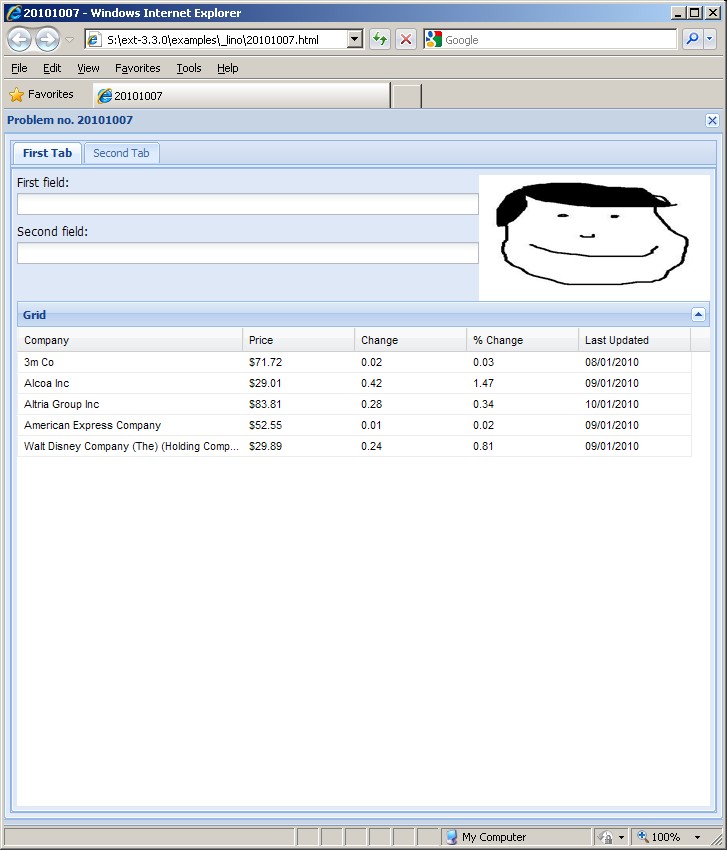 20101007 - Windows Internet Explorer
S:\ext-3.3.0\examples\_lino\20101007.html
Google
File Edit View Favorites Tools Help
Favorites 20101007
Problem no. 20101007
First Tab Second Tab
First field:
Second field:
Grid
Company Price Change % Change Last Updated
3m Co $71.72 0.02 0.03 08/01/2010
Alcoa Inc $29.01 0.42 1.47 09/01/2010
Altria Group Inc $83.81 0.28 0.34 10/01/2010
American Express Company $52.55 0.01 0.02 09/01/2010
Walt Disney Company (The) (Holding Comp... $29.89 0.24 0.81 09/01/2010
My Computer 100%